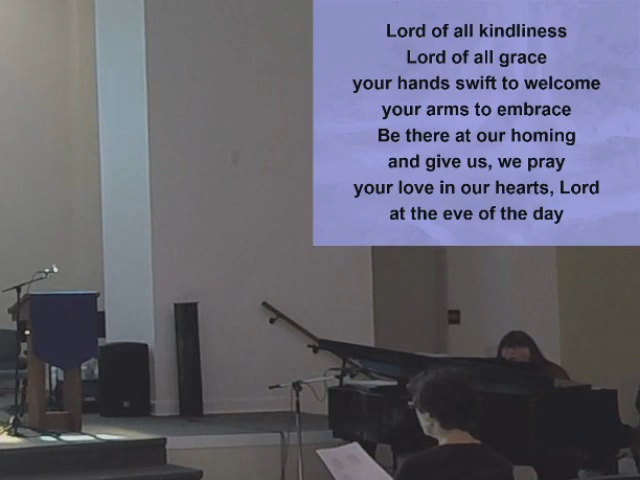 Lord of all kindliness
Lord of all grace
your hands swift to welcome
your arms to embrace
Be there at our homing
and give us, we pray
your love in our hearts, Lord
at the eve of the day